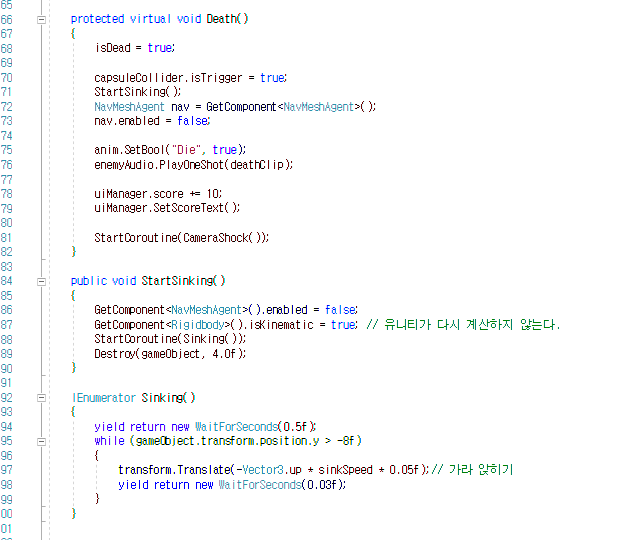 65
66 protected virtual void Death()
67 {
68 isDead = true;
69
70 capsuleCollider.isTrigger = true;
71 StartSinking();
72 NavMeshAgent nav = GetComponent<NavMeshAgent>();
73 nav.enabled = false;
74
75 anim.SetBool("Die", true);
76 enemyAudio.PlayOneShot(deathClip);
77
78 uiManager.score += 10;
79 uiManager.SetScoreText();
80
81 StartCoroutine(CameraShock());
82 }
83
84 public void StartSinking()
85 {
86 GetComponent<NavMeshAgent>().enabled = false;
87 GetComponent<Rigidbody>().isKinematic = true; // 유니티가 다시 계산하지 않는다.
88 StartCoroutine(Sinking());
89 Destroy(gameObject, 4.0f);
90 }
91
92 IEnumerator Sinking()
93 {
94 yield return new WaitForSeconds(0.5f);
95 while (gameObject.transform.position.y > -8f)
96 {
97 transform.Translate(-Vector3.up * sinkSpeed * 0.05f);// 가라 앉히기
98 yield return new WaitForSeconds(0.03f);
99 }
00 }
01